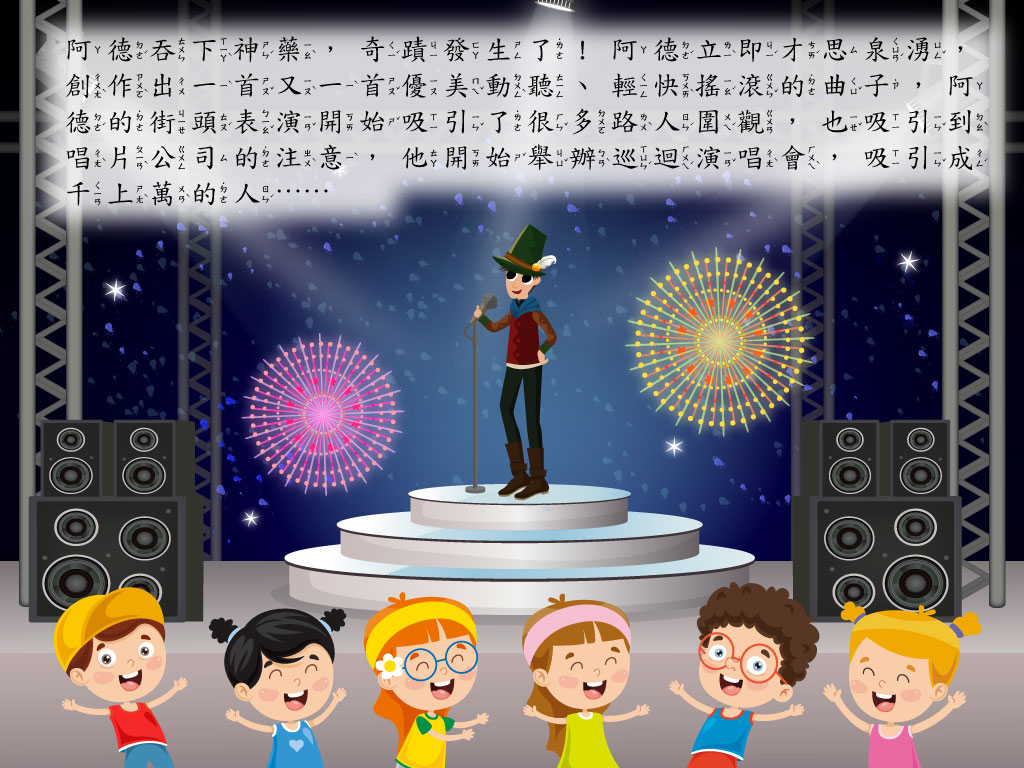 阿德吞下神藥，奇蹟發生了！阿德立即才思泉湧，
創作出一首又一首優美動聽、輕快搖滾的曲子，阿
德的街頭表演開始吸引了很多路人圍觀，也吸引到
唱片公司的注意，他開始舉辦巡迴演唱會，吸引成
千上萬的人……